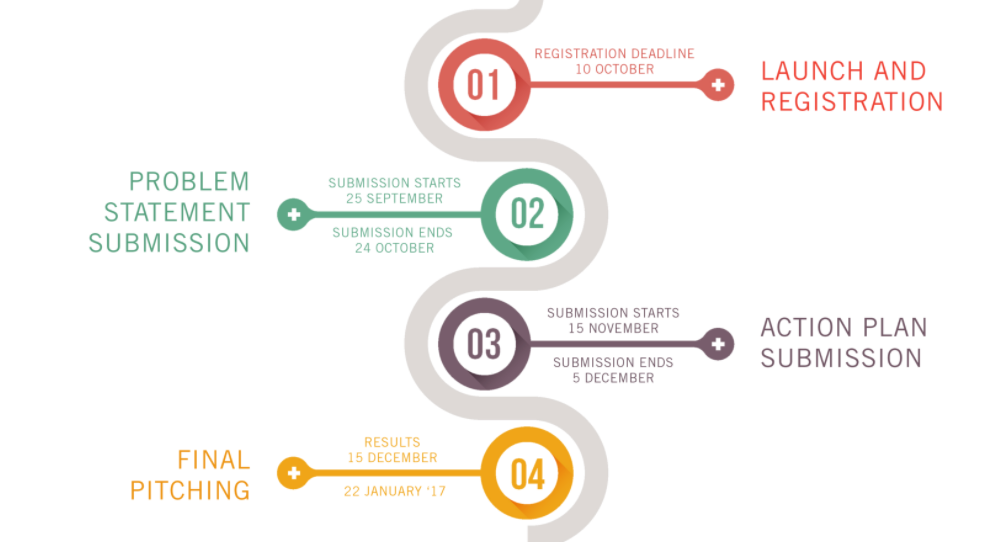 01
REGISTRATION DEADLINE
10 OCTOBER
LAUNCH AND
REGISTRATION
PROBLEM
STATEMENT
SUBMISSION
SUBMISSION STARTS
25 SEPTEMBER
SUBMISSION ENDS
24 OCTOBER
02
03
SUBMISSION STARTS
15 NOVEMBER
SUBMISSION ENDS
5 DECEMBER
ACTION PLAN
SUBMISSION
FINAL
PITCHING
RESULTS
15 DECEMBER
22 JANUARY ‘17
04